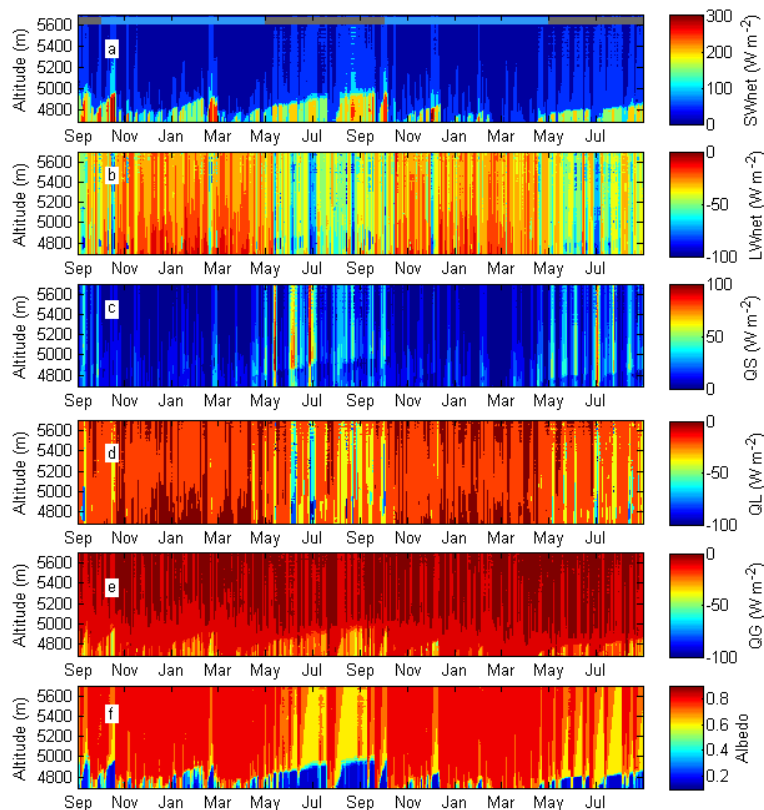 5600
5400
5200
5000
4800
Altitude (m)
a
Sep Nov Jan Mar May Jul Sep Nov Jan Mar May Jul
300
200
100
0
SWnet (W m-2)
5600
5400
5200
5000
4800
Altitude (m)
b
Sep Nov Jan Mar May Jul Sep Nov Jan Mar May Jul
0
-50
-100
LWnet (W m-2)
5600
5400
5200
5000
4800
Altitude (m)
c
Sep Nov Jan Mar May Jul Sep Nov Jan Mar May Jul
100
50
0
QS (W m-2)
5600
5400
5200
5000
4800
Altitude (m)
d
Sep Nov Jan Mar May Jul Sep Nov Jan Mar May Jul
0
-50
-100
QL (W m-2)
5600
5400
5200
5000
4800
Altitude (m)
e
Sep Nov Jan Mar May Jul Sep Nov Jan Mar May Jul
0
-50
-100
QG (W m-2)
5600
5400
5200
5000
4800
Altitude (m)
f
Sep Nov Jan Mar May Jul Sep Nov Jan Mar May Jul
0.8
0.6
0.4
0.2
Albedo